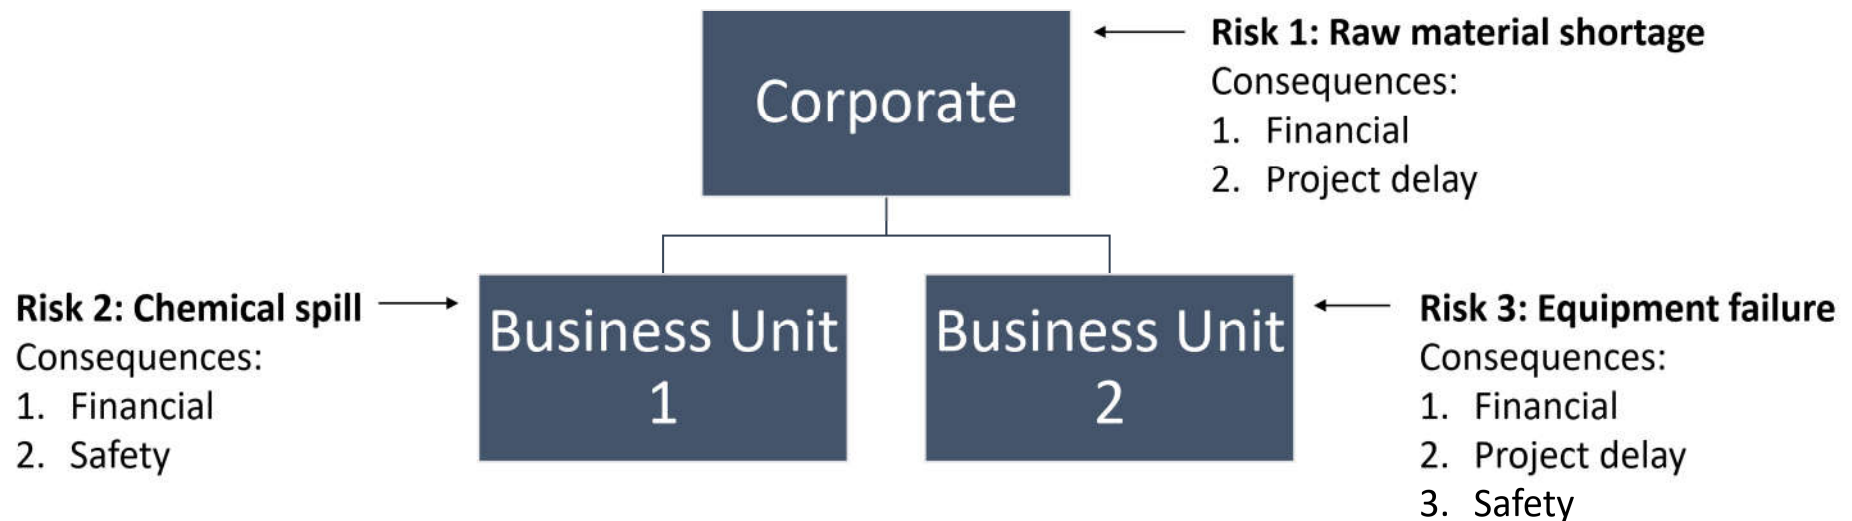 Corporate
Risk 1: Raw material shortage
Consequences:
1. Financial
2. Project delay
Risk 2: Chemical spill
Consequences:
1. Financial
2. Safety
Business Unit
1
Business Unit
2
Risk 3: Equipment failure
Consequences:
1. Financial
2. Project delay
3. Safety